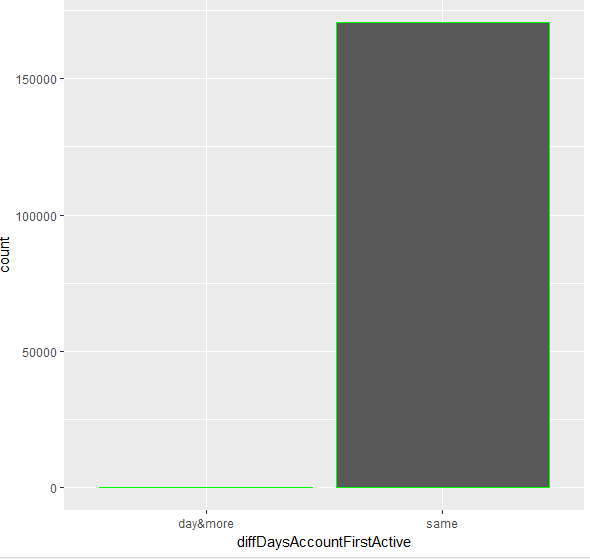 150000
100000
50000
0
count
day&more
same
diffDaysAccountFirstActive